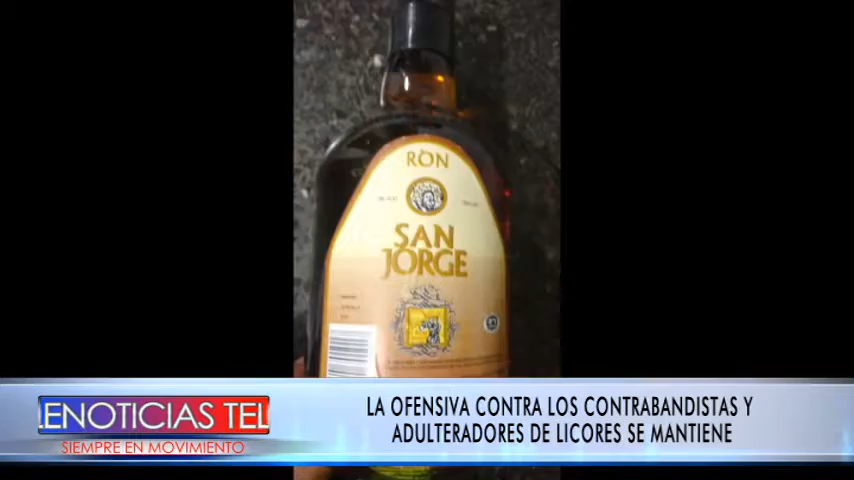 RON
SAN
JORGE
LA OFENSIVA CONTRA LOS CONTRABANDISTAS Y
ADULTERADORES DE LICORES SE MANTIENE
.ENOTICIAS TEL
SIEMPRE EN MOVIMIENTO